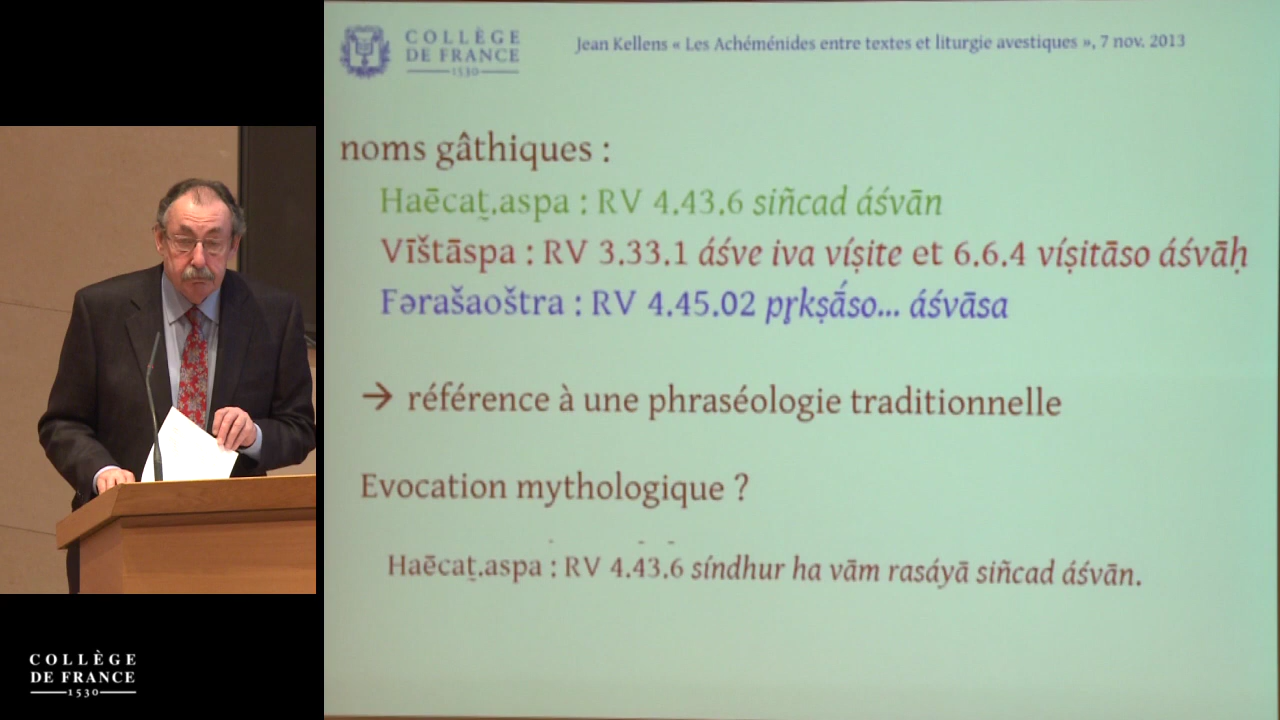 COLLÈGE
DE FRANCE
1530
Jean Kellens « Les Achéménides entre textes et liturgie avestiques », 7 nov. 2013
noms gâthiques :
Haēcat̰.aspa : RV 4.43.6 siñcad áśvān
Vīštāspa : RV 3.33.1 áśve iva víṣite et 6.6.4 víṣitāso áśvāḥ
Fərašaoštra : RV 4.45.02 pr̥kṣā́so... áśvāsa
→ référence à une phraséologie traditionnelle
Evocation mythologique ?
Haēcat̰.aspa : RV 4.43.6 síndhur ha vām rasáyā siñcad áśvān.
COLLÈGE
DE FRANCE
1530